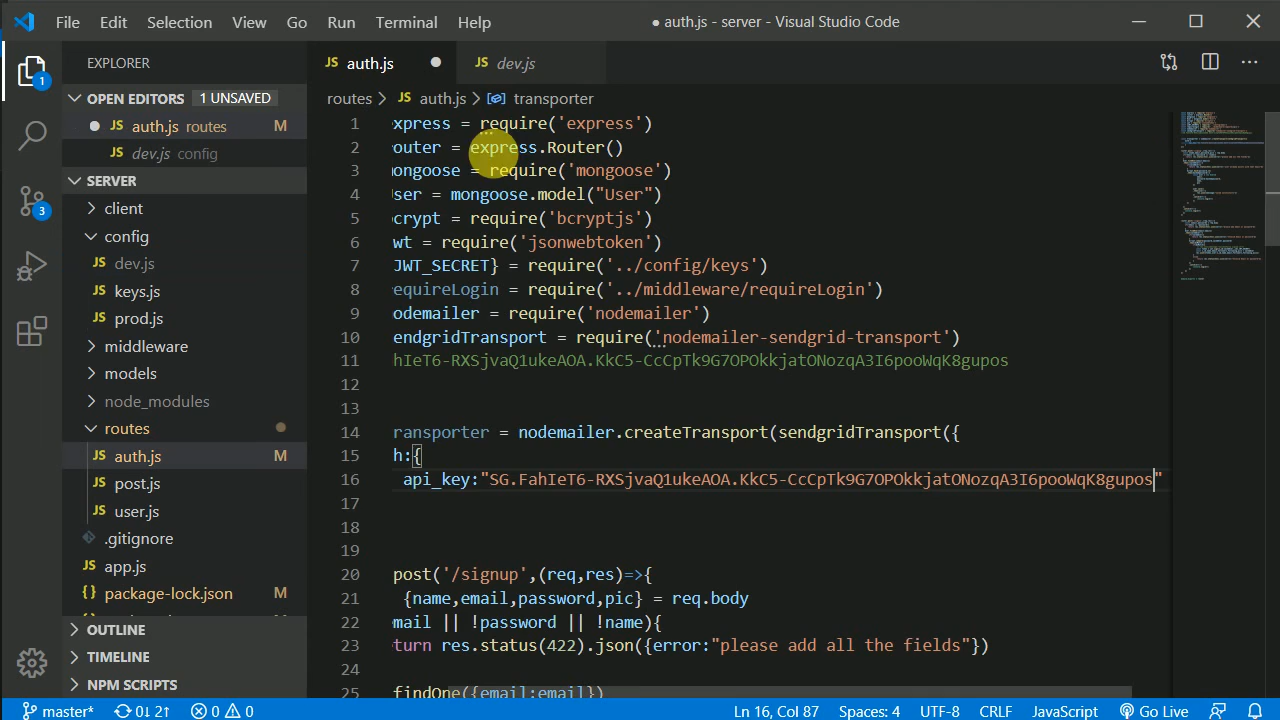 File Edit Selection View Go Run Terminal Help ● auth.js - server - Visual Studio Code
EXPLORER
OPEN EDITORS 1 UNSAVED
JS auth.js routes M
JS dev.js config
SERVER
client
config
JS dev.js
JS keys.js
JS prod.js
middleware
models
node_modules
routes
JS auth.js M
JS post.js
JS user.js
.gitignore
JS app.js
{} package-lock.json M
OUTLINE
TIMELINE
NPM SCRIPTS
1
3
JS auth.js ● JS dev.js
routes > JS auth.js > transporter
1 xpress = require('express')
2 outer = express.Router()
3 ongoose = require('mongoose')
4 ser = mongoose.model("User")
5 crypt = require('bcryptjs')
6 wt = require('jsonwebtoken')
7 JWT_SECRET} = require('../config/keys')
8 equireLogin = require('../middleware/requireLogin')
9 odemailer = require('nodemailer')
10 endgridTransport = require('nodemailer-sendgrid-transport')
11 hIeT6-RXSjvaQ1ukeAOA.KkC5-CcCpTk9G7OPOkkjatONozqA3I6pooWqK8gupos
12
13
14 ransporter = nodemailer.createTransport(sendgridTransport({
15 h:{
16 api_key:"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"
17
18
19
20 post('/signup',(req,res)=>{
21 {name,email,password,pic} = req.body
22 mail || !password || !name){
23 turn res.status(422).json({error:"please add all the fields"})
24
25 findOne({email:email})
master* 0↓ 2↑ 0 0 Ln 16, Col 87 Spaces: 4 UTF-8 CRLF JavaScript Go Live